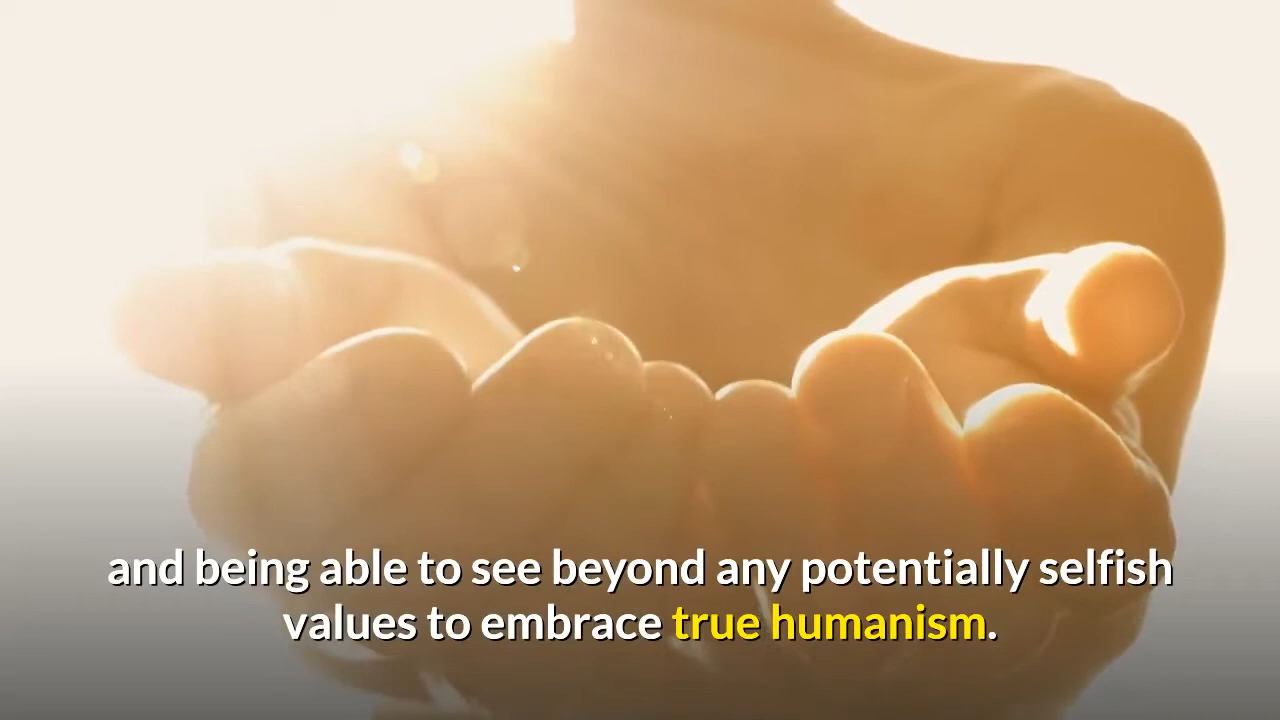 and being able to see beyond any potentially selfish
values to embrace true humanism.